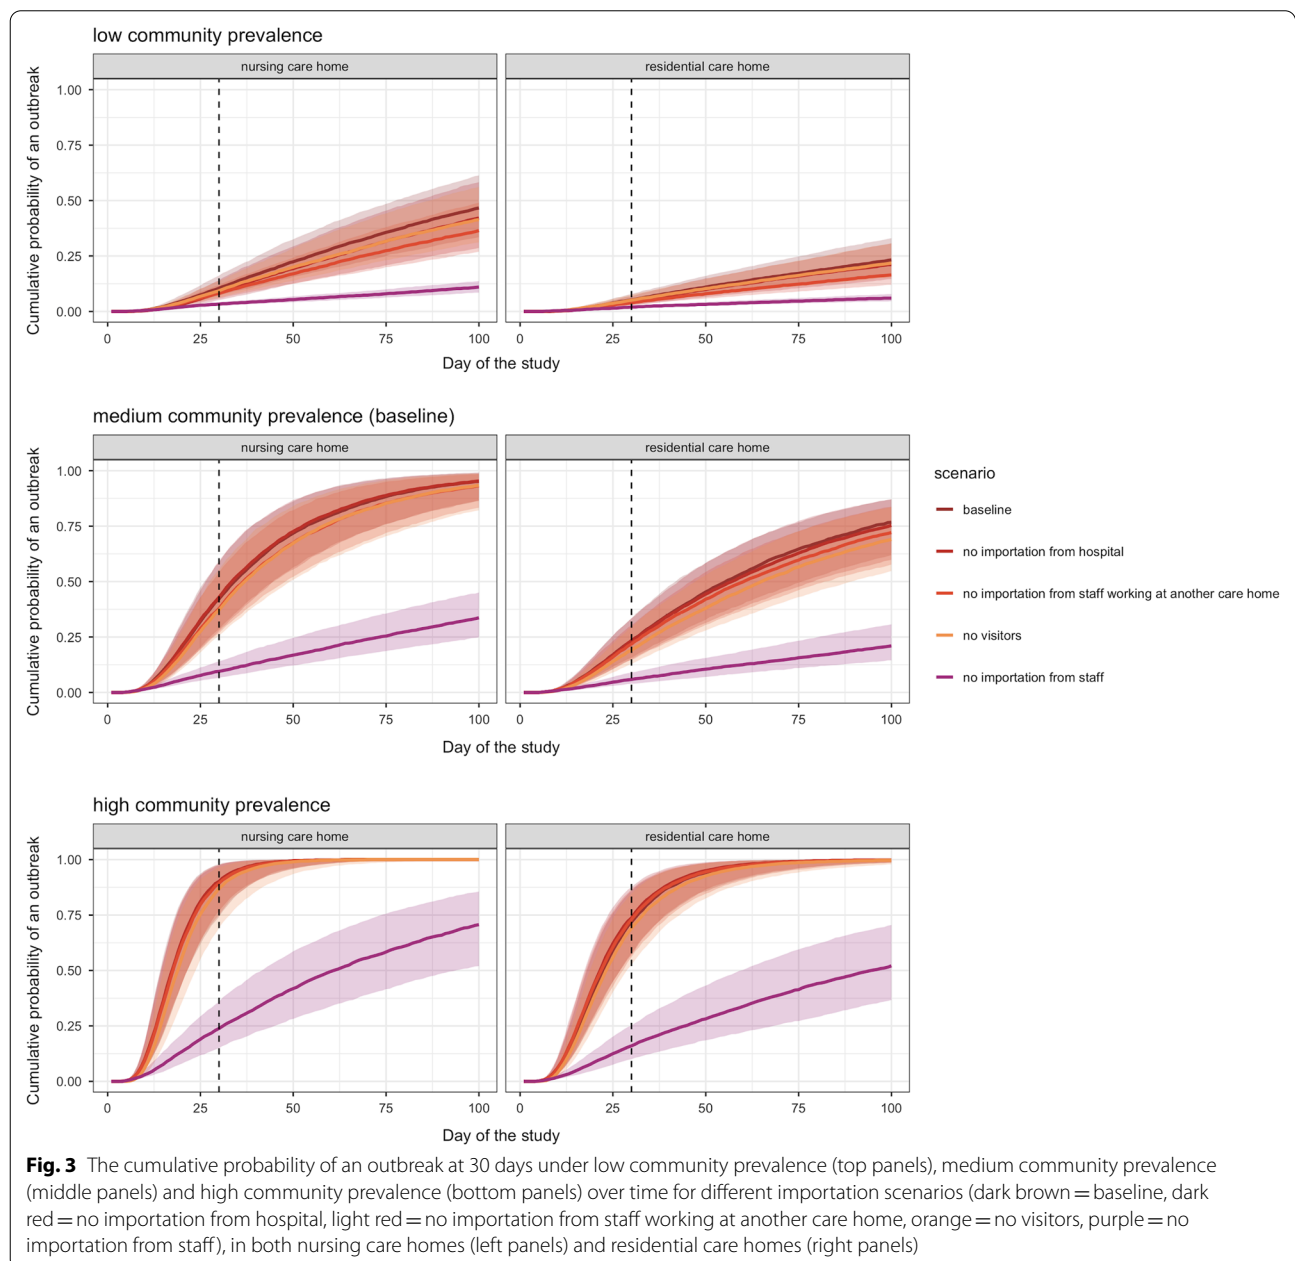 low community prevalence
nursing care home
residential care home
Cumulative probability of an outbreak
1.00
0.75
0.50
0.25
0.00
0 25 50 75 100
0 25 50 75 100
Day of the study
medium community prevalence (baseline)
nursing care home
residential care home
Cumulative probability of an outbreak
1.00
0.75
0.50
0.25
0.00
0 25 50 75 100
0 25 50 75 100
Day of the study
scenario
baseline
no importation from hospital
no importation from staff working at another care home
no visitors
no importation from staff
high community prevalence
nursing care home
residential care home
Cumulative probability of an outbreak
1.00
0.75
0.50
0.25
0.00
0 25 50 75 100
0 25 50 75 100
Day of the study
Fig. 3 The cumulative probability of an outbreak at 30 days under low community prevalence (top panels), medium community prevalence
(middle panels) and high community prevalence (bottom panels) over time for different importation scenarios (dark brown = baseline, dark
red = no importation from hospital, light red = no importation from staff working at another care home, orange = no visitors, purple = no
importation from staff), in both nursing care homes (left panels) and residential care homes (right panels)